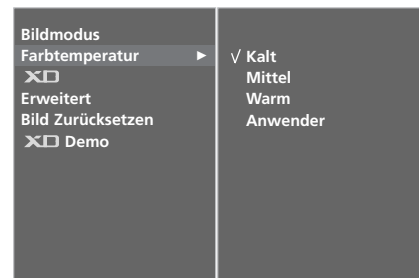 Bildmodus
Farbtemperatur ►
XD
Erweitert
Bild Zurücksetzen
XD Demo
√ Kalt
Mittel
Warm
Anwender